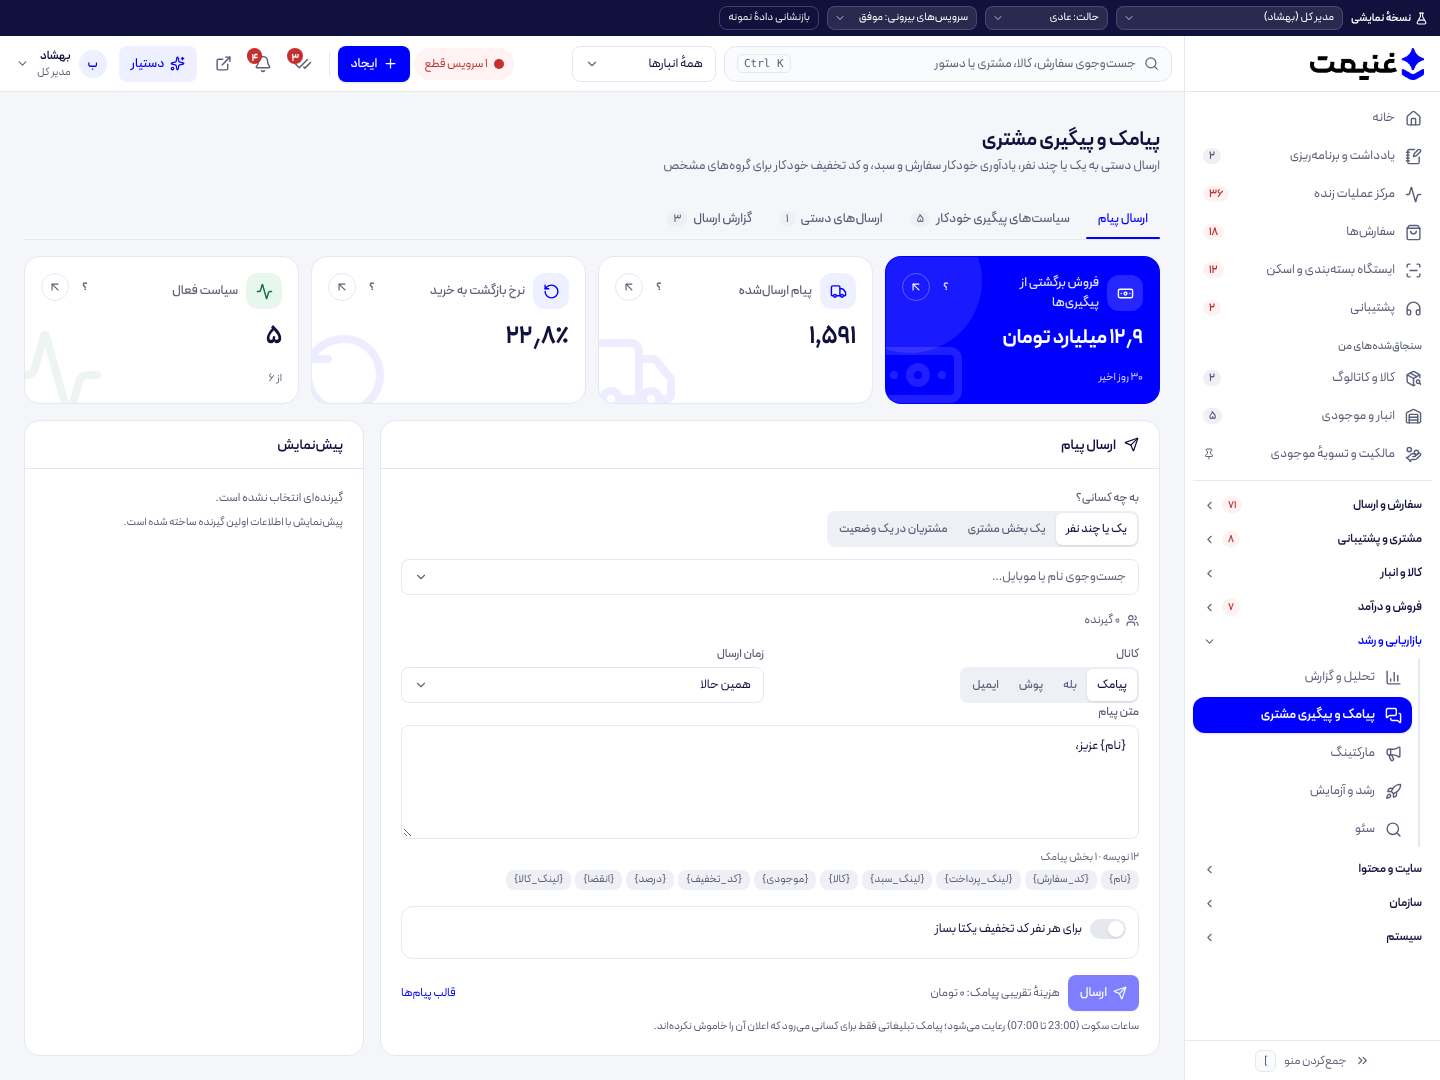 نسخهٔ نمایشی
مدیر کل (بهشاد)
حالت: عادی
سرویس‌های بیرونی: موفق
بازنشانی دادهٔ نمونه
غنیمت
جست‌وجوی سفارش، کالا، مشتری یا دستور
Ctrl K
همهٔ انبارها
۱ سرویس قطع
ایجاد
۳
۴
دستیار
ب
بهشاد
مدیر کل
خانه
یادداشت و برنامه‌ریزی
۲
مرکز عملیات زنده
۳۶
سفارش‌ها
۱۸
ایستگاه بسته‌بندی و اسکن
۱۲
پشتیبانی
۲
سنجاق‌شده‌های من
کالا و کاتالوگ
۲
انبار و موجودی
۵
مالکیت و تسویهٔ موجودی
سفارش و ارسال
۷۱
مشتری و پشتیبانی
۸
کالا و انبار
فروش و درآمد
۷
بازاریابی و رشد
تحلیل و گزارش
پیامک و پیگیری مشتری
مارکتینگ
رشد و آزمایش
سئو
سایت و محتوا
سازمان
سیستم
جمع‌کردن منو
[
پیامک و پیگیری مشتری
ارسال دستی به یک یا چند نفر، یادآوری خودکار سفارش و سبد، و کد تخفیف خودکار برای گروه‌های مشخص
ارسال پیام
سیاست‌های پیگیری خودکار ۵
ارسال‌های دستی ۱
گزارش ارسال ۳
فروش برگشتی از
پیگیری‌ها
؟
۱۲٫۹ میلیارد تومان
۳۰ روز اخیر
پیام ارسال‌شده
؟
۱,۵۹۱
نرخ بازگشت به خرید
؟
۲۲٫۸٪
سیاست فعال
؟
۵
از ۶
ارسال پیام
به چه کسانی؟
یک یا چند نفر
یک بخش مشتری
مشتریان در یک وضعیت
جست‌وجوی نام یا موبایل...
۰ گیرنده
کانال
پیامک
بله
پوش
ایمیل
زمان ارسال
همین حالا
متن پیام
{نام} عزیز،
۱۲ نویسه · ۱ بخش پیامک
{نام} {کد_سفارش} {لینک_پرداخت} {لینک_سبد} {کالا} {موجودی} {کد_تخفیف} {درصد} {انقضا} {لینک_کالا}
برای هر نفر کد تخفیف یکتا بساز
ارسال
هزینهٔ تقریبی پیامک: ۰ تومان
قالب پیام‌ها
ساعات سکوت (23:00 تا 07:00) رعایت می‌شود؛ پیامک تبلیغاتی فقط برای کسانی می‌رود که اعلان آن را خاموش نکرده‌اند.
پیش‌نمایش
گیرنده‌ای انتخاب نشده است.
پیش‌نمایش با اطلاعات اولین گیرنده ساخته شده است.